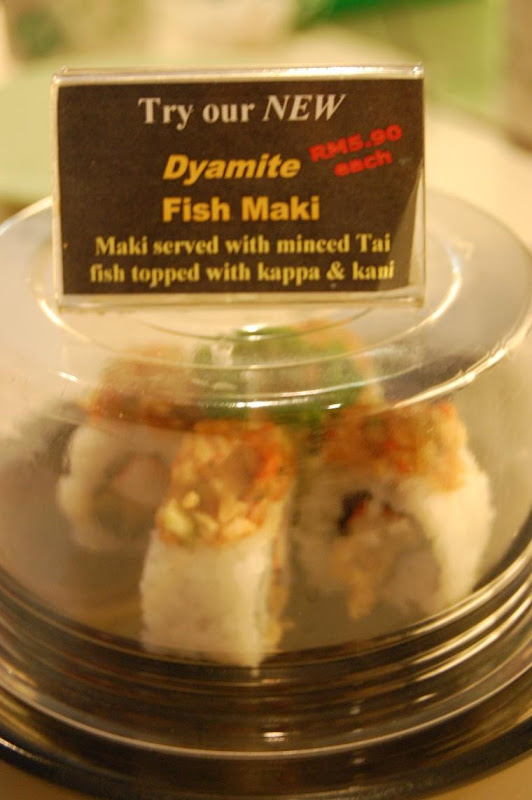 Try our NEW
Dyamite
RM5.90
each
Fish Maki
Maki served with minced Tai
fish topped with kappa & kani